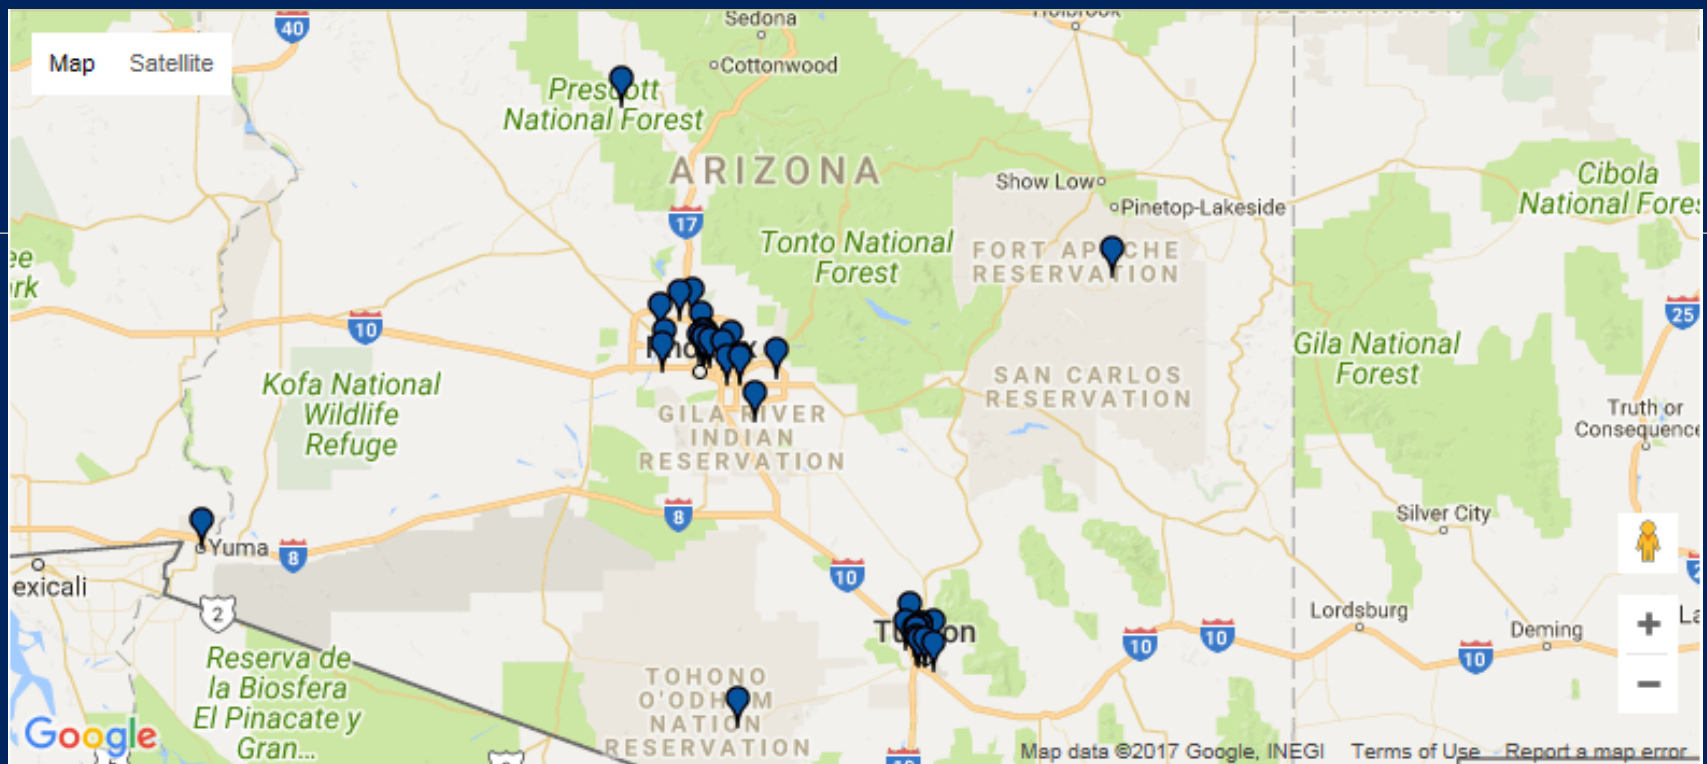 Map Satellite
40
Sedona
Holbrook
Cottonwood
Prescott
National Forest
ARIZONA
17
Show Low
Pinetop-Lakeside
Cibola
National Fores
Tonto National
Forest
FORT APACHE
RESERVATION
ee
rk
10
25
Kofa National
Wildlife
Refuge
Gila National
Forest
SAN CARLOS
RESERVATION
GILA RIVER
INDIAN
RESERVATION
Truth or
Consequence
8
Silver City
Yuma
8
10
exicali
2
Lordsburg
Deming
La
Tucson
10
10
10
Reserva de
la Biosfera
El Pinacate y
Gran...
TOHONO
O'ODHAM
NATION
RESERVATION
Google
Map data ©2017 Google, INEGI Terms of Use Report a map error